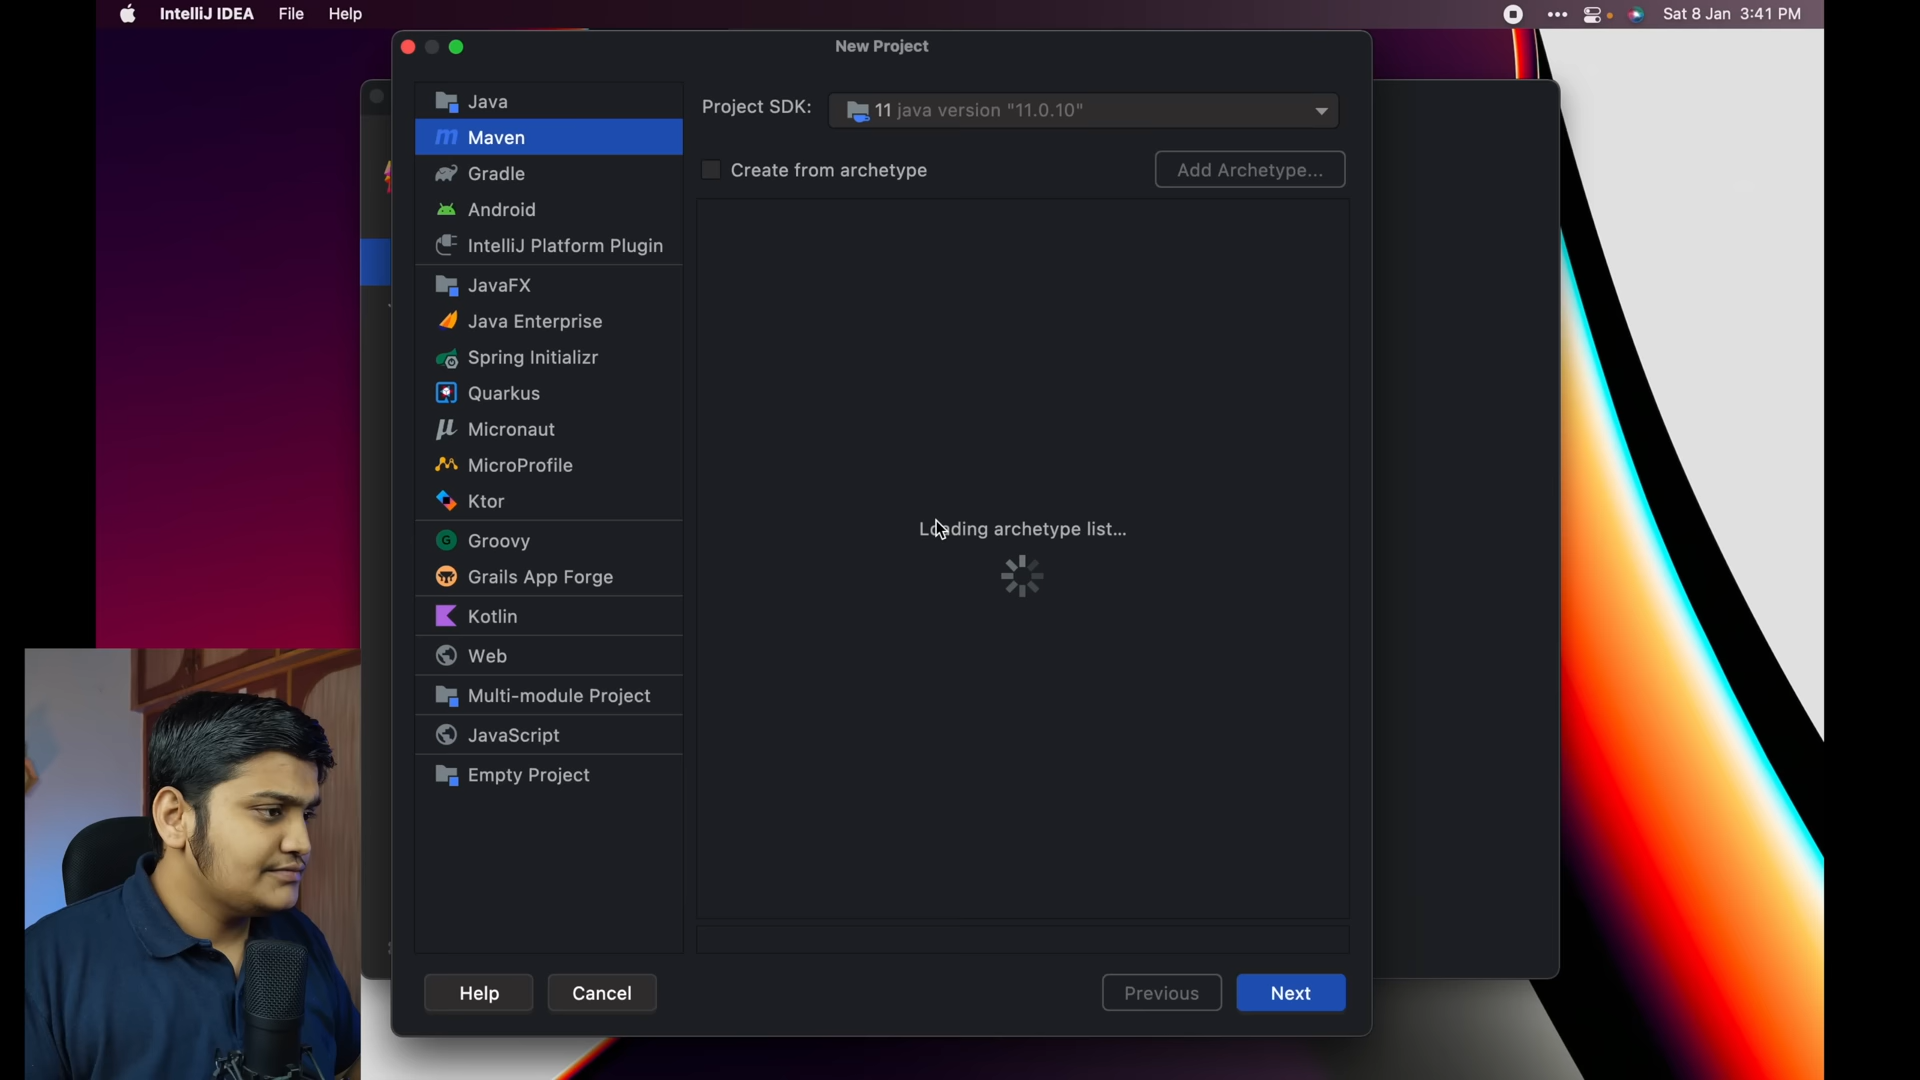 IntelliJ IDEA File Help
Sat 8 Jan 3:41 PM
New Project
Java
Maven
Gradle
Android
IntelliJ Platform Plugin
JavaFX
Java Enterprise
Spring Initializr
Quarkus
Micronaut
MicroProfile
Ktor
Groovy
Grails App Forge
Kotlin
Web
Multi-module Project
JavaScript
Empty Project
Project SDK: 11 java version "11.0.10"
Create from archetype
Add Archetype...
Loading archetype list...
Help
Cancel
Previous
Next